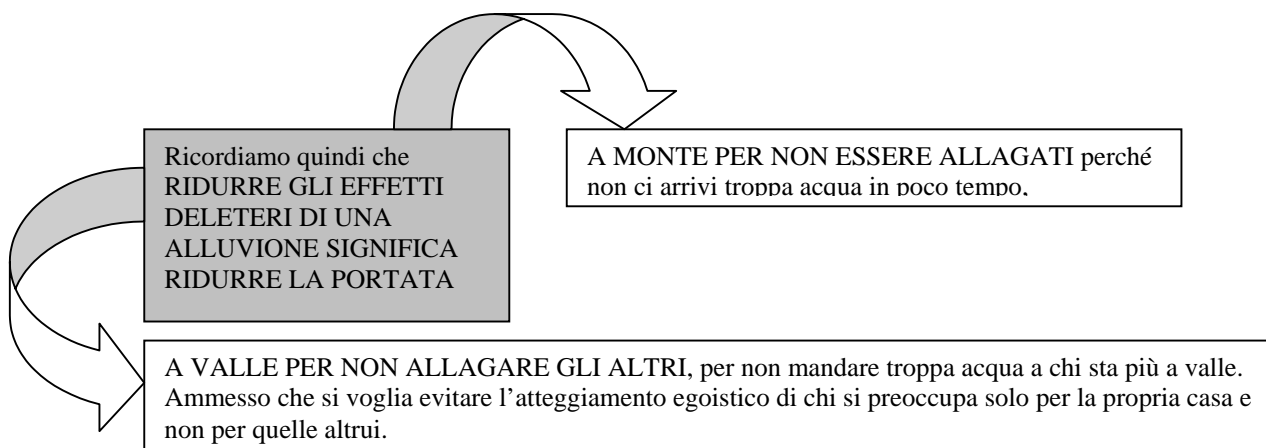 Ricordiamo quindi che
RIDURRE GLI EFFETTI
DELETERI DI UNA
ALLUVIONE SIGNIFICA
RIDURRE LA PORTATA
A MONTE PER NON ESSERE ALLAGATI perché
non ci arrivi troppa acqua in poco tempo.
A VALLE PER NON ALLAGARE GLI ALTRI, per non mandare troppa acqua a chi sta più a valle.
Ammesso che si voglia evitare l’atteggiamento egoistico di chi si preoccupa solo per la propria casa e
non per quelle altrui.